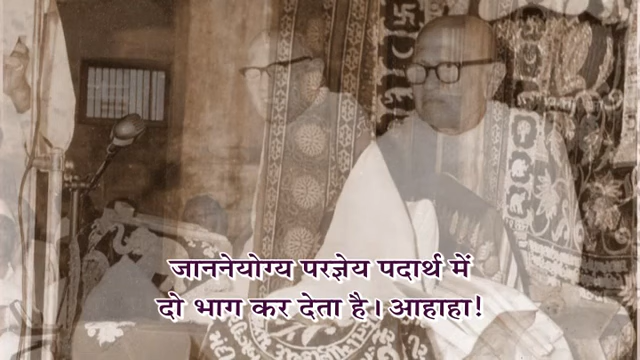 जाननेयोग्य परज्ञेय पदार्थ में
दो भाग कर देता है। आहाहा!